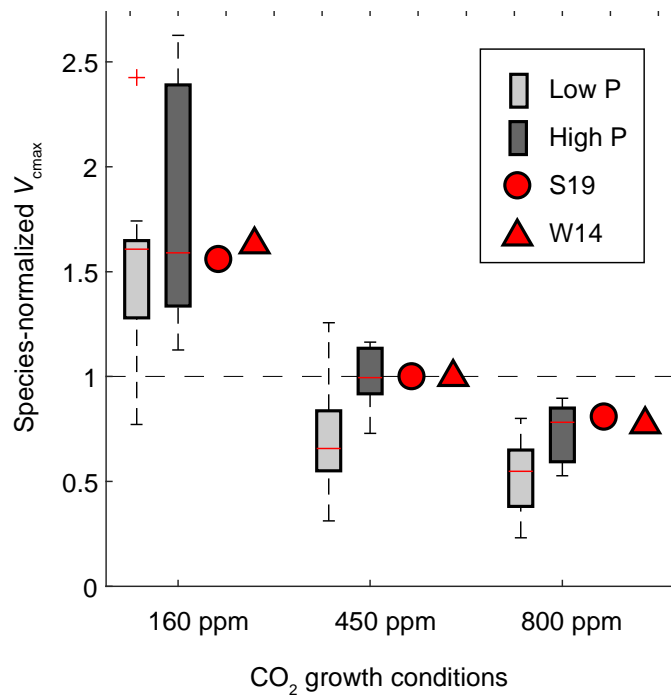 2.5
2
1.5
1
0.5
0
Species-normalized Vcmax
Low P
High P
S19
W14
160 ppm
450 ppm
800 ppm
CO2 growth conditions